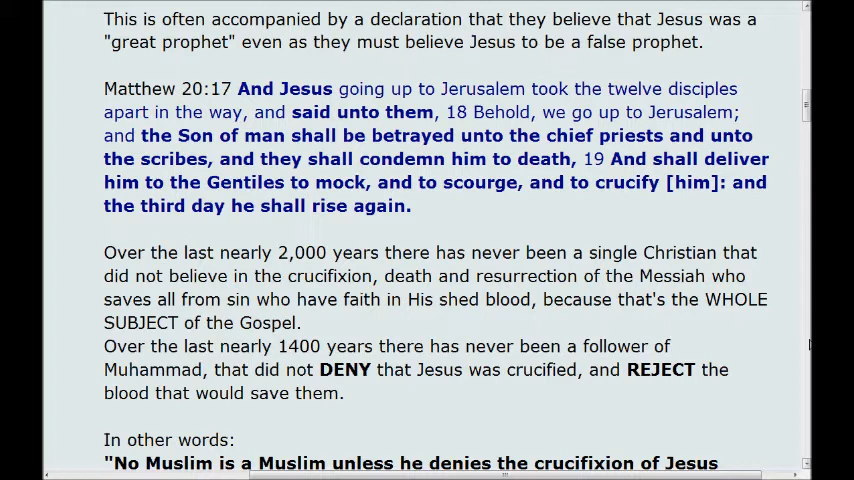 This is often accompanied by a declaration that they believe that Jesus was a
"great prophet" even as they must believe Jesus to be a false prophet.
Matthew 20:17 And Jesus going up to Jerusalem took the twelve disciples
apart in the way, and said unto them, 18 Behold, we go up to Jerusalem;
and the Son of man shall be betrayed unto the chief priests and unto
the scribes, and they shall condemn him to death, 19 And shall deliver
him to the Gentiles to mock, and to scourge, and to crucify [him]: and
the third day he shall rise again.
Over the last nearly 2,000 years there has never been a single Christian that
did not believe in the crucifixion, death and resurrection of the Messiah who
saves all from sin who have faith in His shed blood, because that's the WHOLE
SUBJECT of the Gospel.
Over the last nearly 1400 years there has never been a follower of
Muhammad, that did not DENY that Jesus was crucified, and REJECT the
blood that would save them.
In other words:
"No Muslim is a Muslim unless he denies the crucifixion of Jesus